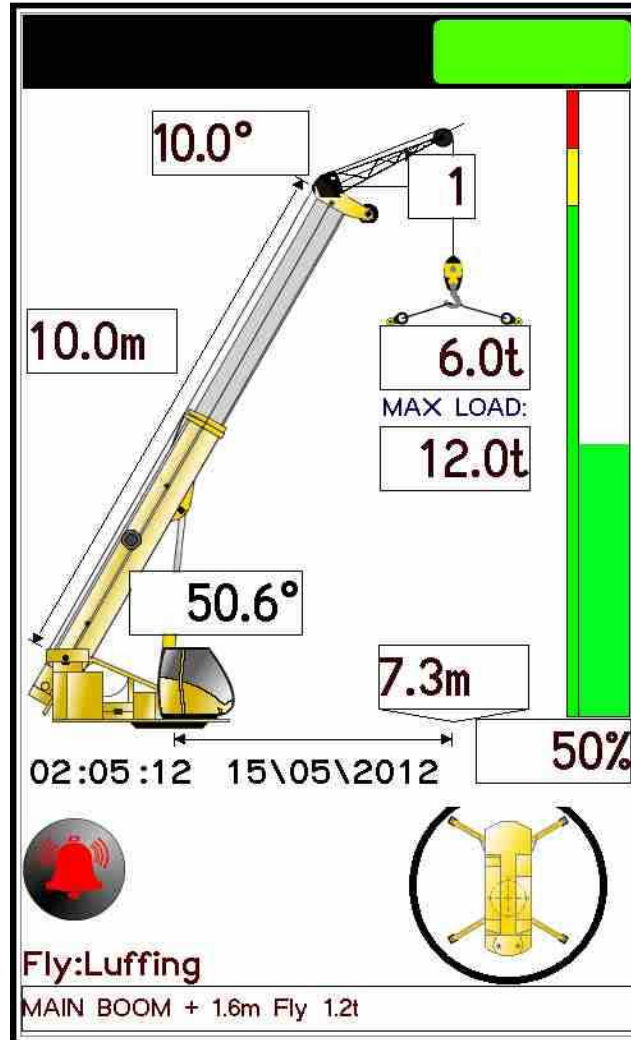 10.0°
1
10.0m
6.0t
MAX LOAD:
12.0t
50.6°
7.3m
50%
02:05:12 15\05\2012
Fly:Luffing
MAIN BOOM + 1.6m Fly 1.2t